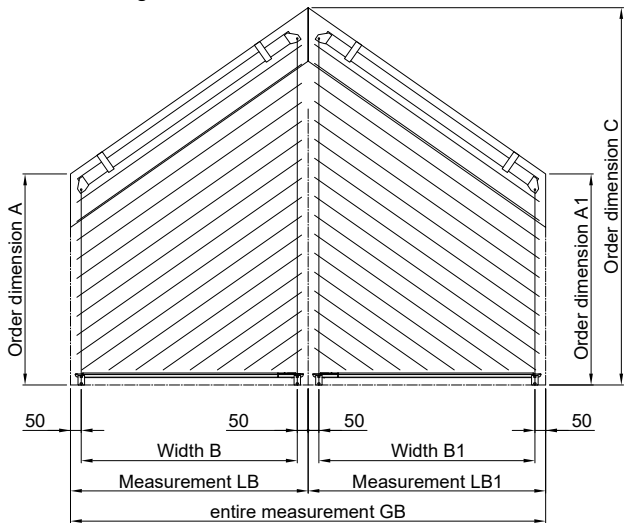 Order dimension A
Order dimension A1
Order dimension C
50
50
50
50
Width B
Width B1
Measurement LB
Measurement LB1
entire measurement GB